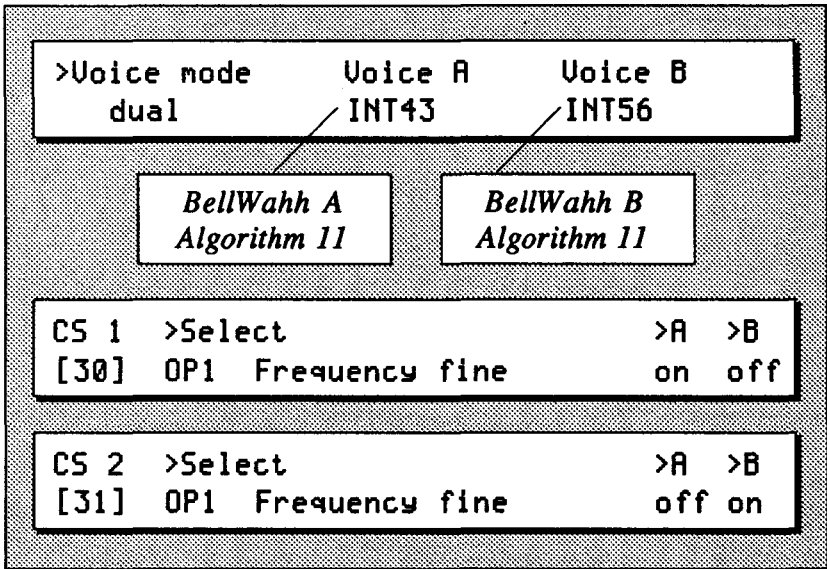 >Voice mode Voice A Voice B
dual INT43 INT56
BellWahh A
Algorithm 11
BellWahh B
Algorithm 11
CS 1 >Select >A >B
[30] OP1 Frequency fine on off
CS 2 >Select >A >B
[31] OP1 Frequency fine off on